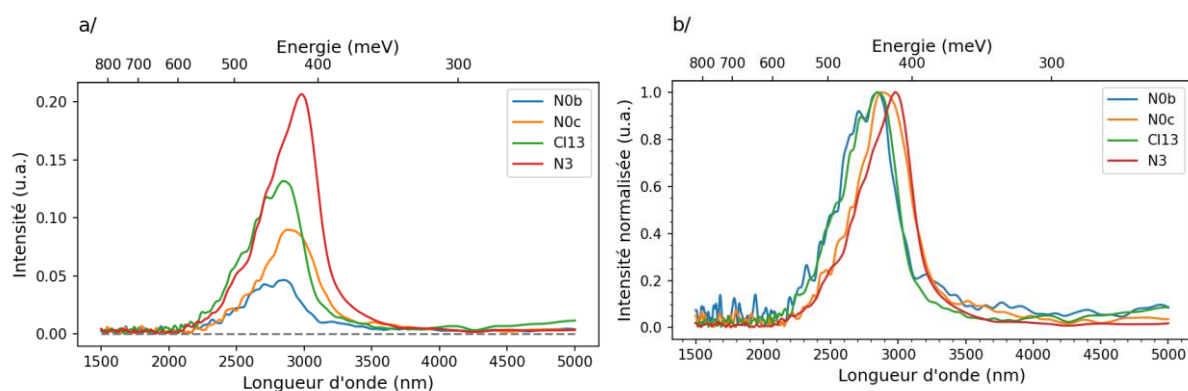 a/
Energie (meV)
800 700 600 500 400 300
0.20
0.15
0.10
0.05
0.00
Intensité (u.a.)
N0b
N0c
Cl13
N3
1500 2000 2500 3000 3500 4000 4500 5000
Longueur d'onde (nm)
b/
Energie (meV)
800 700 600 500 400 300
1.0
0.8
0.6
0.4
0.2
0.0
Intensité normalisée (u.a.)
N0b
N0c
Cl13
N3
1500 2000 2500 3000 3500 4000 4500 5000
Longueur d'onde (nm)